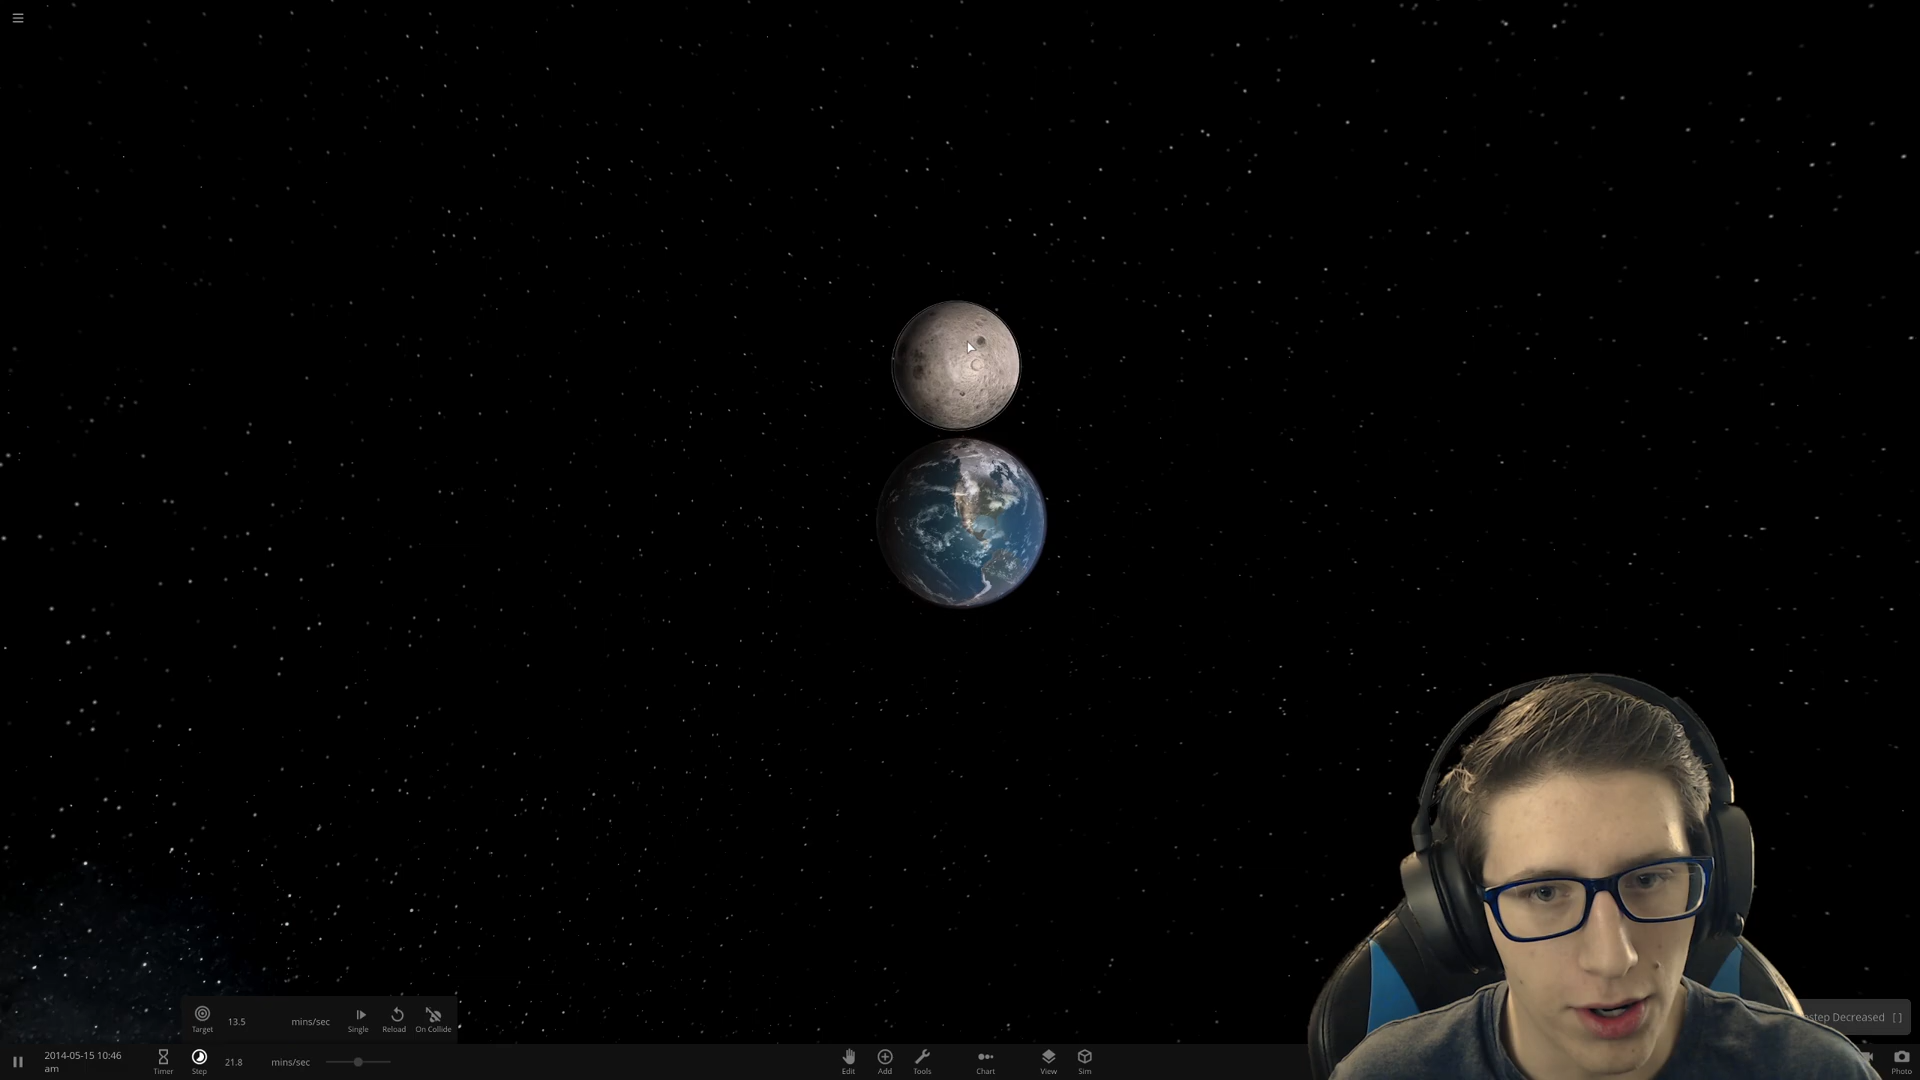 Target
13.5
mins/sec
Single
Reload
On Collide
step Decreased [ ]
2014-05-15 10:46
am
Timer
Step
21.8
mins/sec
Edit
Add
Tools
Chart
View
Sim
Photo